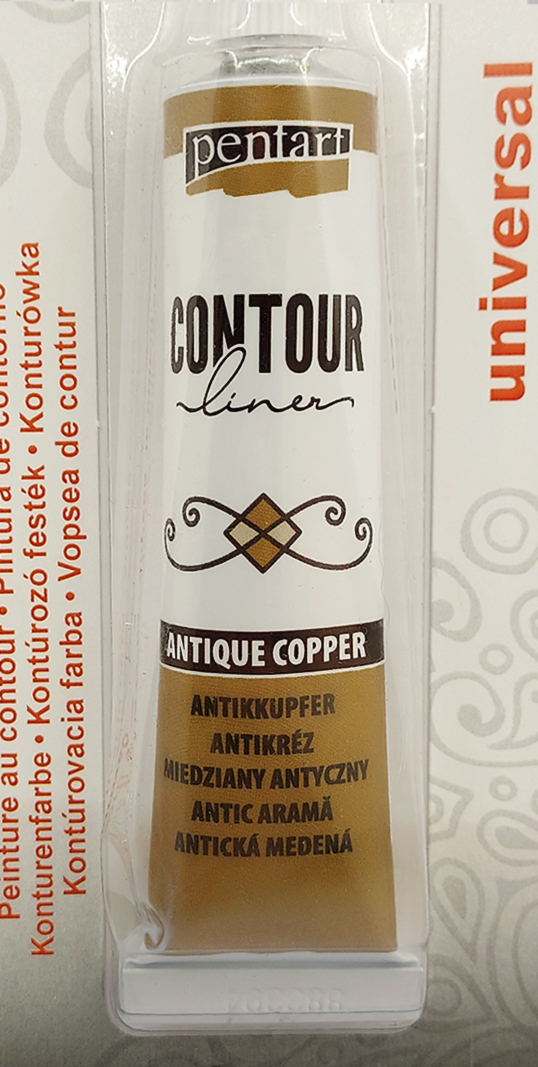 pentart
CONTOUR
liner
ANTIQUE COPPER
ANTIKKUPFER
ANTIKRÉZ
MIEDZIANY ANTYCZNY
ANTIC ARAMĂ
ANTICKÁ MEDENÁ
universal
Peinture au contour • Pintura de contorno
Konturenfarbe • Kontúrozó festék • Konturówka
Kontúrovacia farba • Vopsea de contur